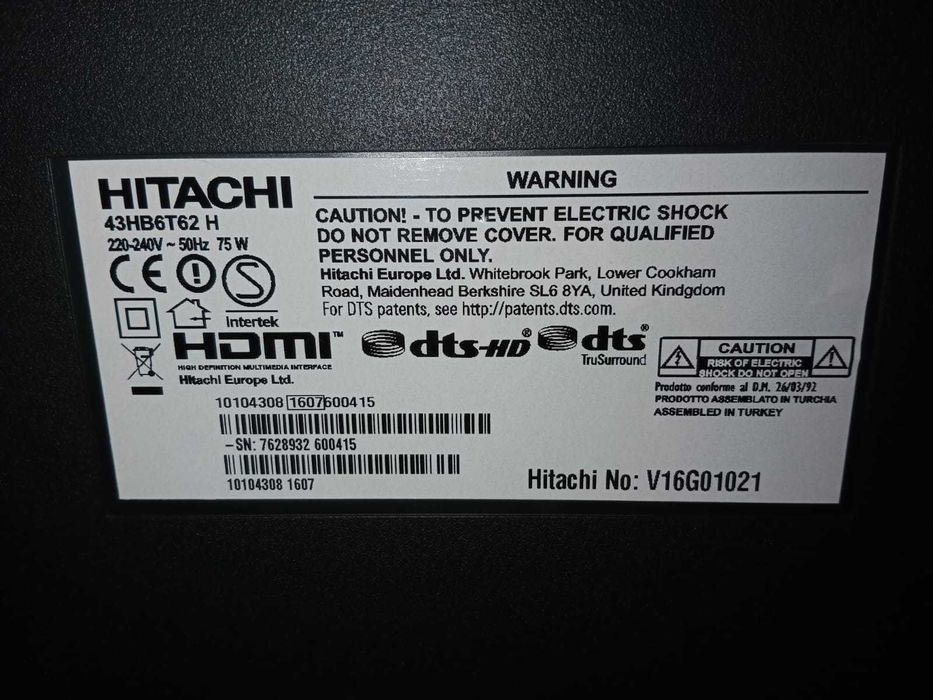 HITACHI
43HB6T62 H
220-240V ~ 50Hz 75 W
CE
Intertek
HDMI™
HIGH DEFINITION MULTIMEDIA INTERFACE
Hitachi Europe Ltd.
WARNING
CAUTION! - TO PREVENT ELECTRIC SHOCK
DO NOT REMOVE COVER. FOR QUALIFIED
PERSONNEL ONLY.
Hitachi Europe Ltd. Whitebrook Park, Lower Cookham
Road, Maidenhead Berkshire SL6 8YA, United Kindgdom
For DTS patents, see http://patents.dts.com.
dts-HD®
dts®
TruSurround
CAUTION
RISK OF ELECTRIC
SHOCK DO NOT OPEN
Prodotto conforme al D.M. 26/03/92
PRODOTTO ASSEMBLATO IN TURCHIA
ASSEMBLED IN TURKEY
10104308 1607600415
-SN: 7628932 600415
10104308 1607
Hitachi No: V16G01021